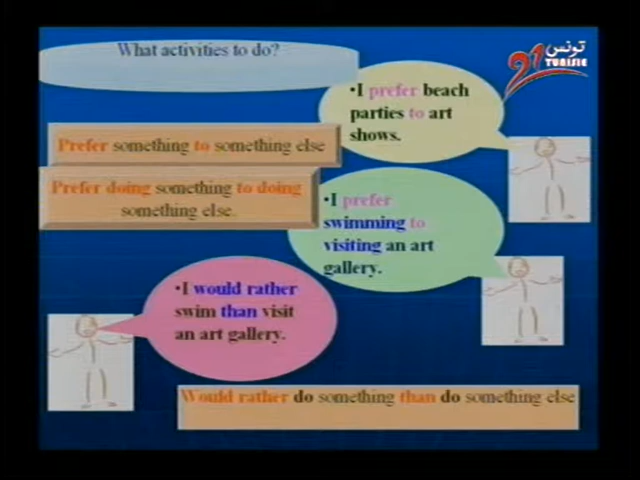 What activities to do?
تونس
21
TUNISIE
•I prefer beach
parties to art
shows.
Prefer something to something else
Prefer doing something to doing
something else.
•I prefer
swimming to
visiting an art
gallery.
•I would rather
swim than visit
an art gallery.
Would rather do something than do something else